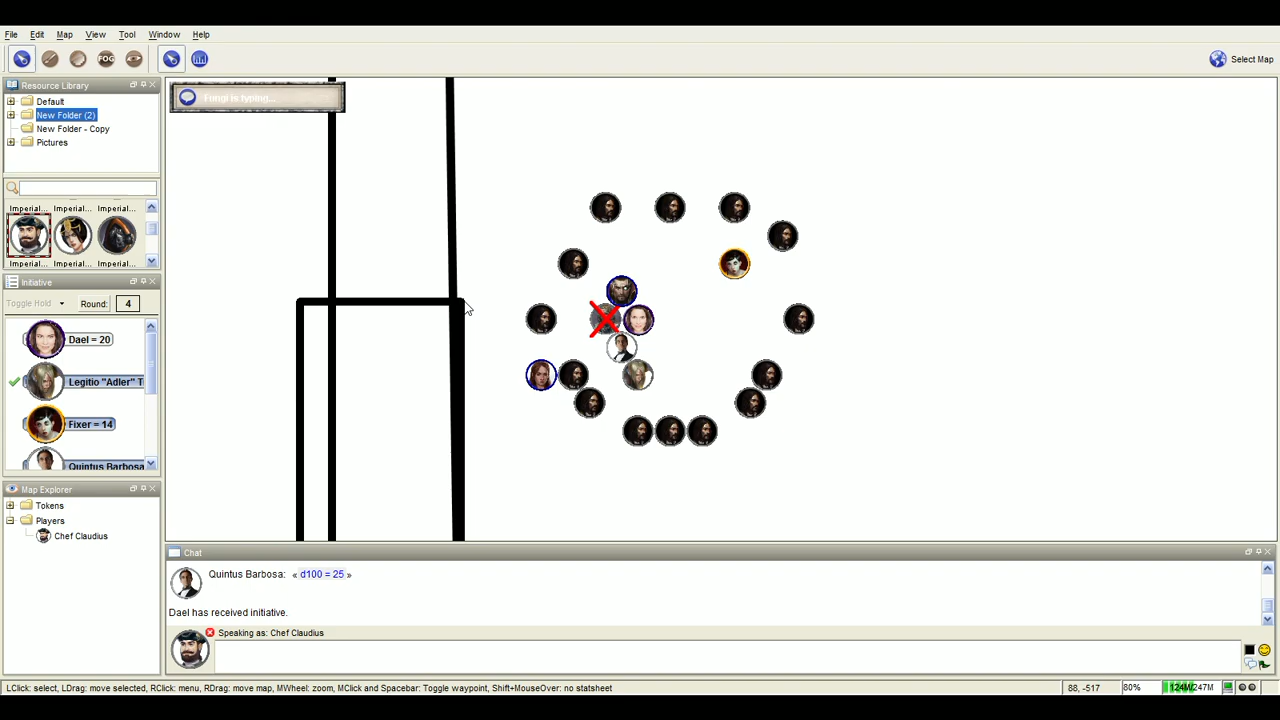 File Edit Map View Tool Window Help
FOG
Select Map
Resource Library
Default
New Folder (2)
New Folder - Copy
Pictures
Imperial... Imperial... Imperial...
Imperial... Imperial... Imperial...
Initiative
Toggle Hold Round: 4
Dael = 20
Legitio "Adler" T
Fixer = 14
Quintus Barbosa
Map Explorer
Tokens
Players
Chef Claudius
Fungi is typing...
Chat
Quintus Barbosa: « d100 = 25 »
Dael has received initiative.
Speaking as: Chef Claudius
LClick: select, LDrag: move selected, RClick: menu, RDrag: move map, MWheel: zoom, MClick and Spacebar: Toggle waypoint, Shift+MouseOver: no statsheet
88, -517 80% 124M/247M